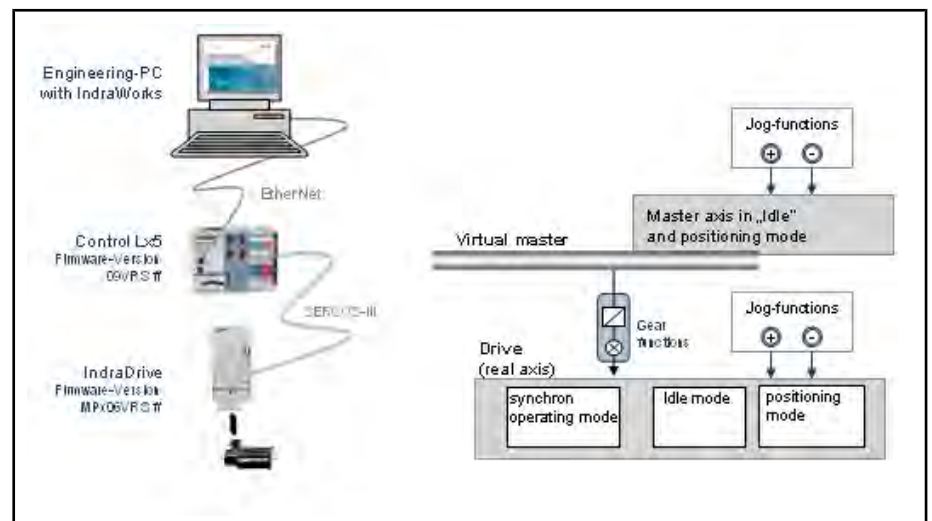 Engineering-PC
with IndraWorks
EtherNet
Control Lx5
Firmware-Version
09VRS ff
SERCOS-III
IndraDrive
Firmware-Version
MPx06VRS ff
Jog-functions
+ -
Master axis in „Idle"
and positioning mode
Virtual master
Gear
functions
Jog-functions
+ -
Drive
(real axis)
synchron
operating mode
Idle mode
positioning
mode